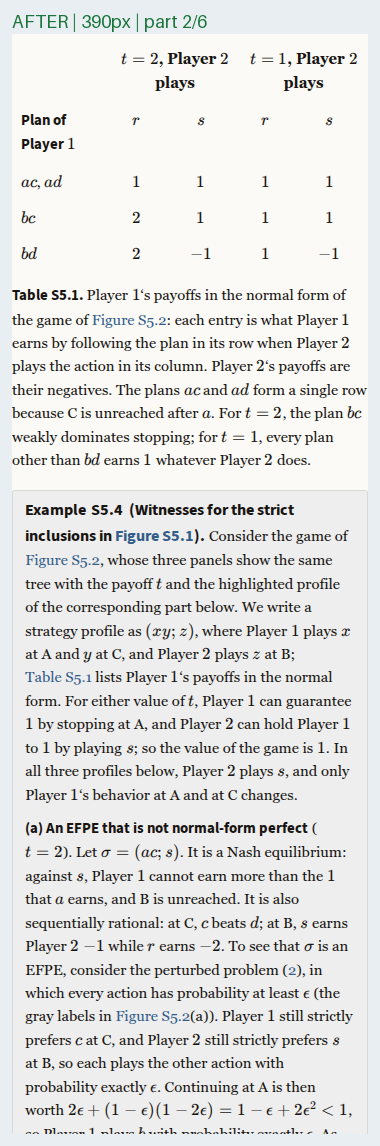 AFTER | 390px | part 2/6
t = 2, Player 2 plays t = 1, Player 2 plays
Plan of Player 1 r s r s
ac, ad 1 1 1 1
bc 2 1 1 1
bd 2 −1 1 −1
Table S5.1. Player 1‘s payoffs in the normal form of
the game of Figure S5.2: each entry is what Player 1
earns by following the plan in its row when Player 2
plays the action in its column. Player 2‘s payoffs are
their negatives. The plans ac and ad form a single row
because C is unreached after a. For t = 2, the plan bc
weakly dominates stopping; for t = 1, every plan
other than bd earns 1 whatever Player 2 does.
Example S5.4 (Witnesses for the strict
inclusions in Figure S5.1). Consider the game of
Figure S5.2, whose three panels show the same
tree with the payoff t and the highlighted profile
of the corresponding part below. We write a
strategy profile as (xy; z), where Player 1 plays x
at A and y at C, and Player 2 plays z at B;
Table S5.1 lists Player 1‘s payoffs in the normal
form. For either value of t, Player 1 can guarantee
1 by stopping at A, and Player 2 can hold Player 1
to 1 by playing s; so the value of the game is 1. In
all three profiles below, Player 2 plays s, and only
Player 1‘s behavior at A and at C changes.
(a) An EFPE that is not normal-form perfect (
t = 2). Let σ = (ac; s). It is a Nash equilibrium:
against s, Player 1 cannot earn more than the 1
that a earns, and B is unreached. It is also
sequentially rational: at C, c beats d; at B, s earns
Player 2 −1 while r earns −2. To see that σ is an
EFPE, consider the perturbed problem (2), in
which every action has probability at least ϵ (the
gray labels in Figure S5.2(a)). Player 1 still strictly
prefers c at C, and Player 2 still strictly prefers s
at B, so each plays the other action with
probability exactly ϵ. Continuing at A is then
worth 2ϵ + (1 − ϵ)(1 − 2ϵ) = 1 − ϵ + 2ϵ² < 1,
so Player 1 plays b with probability exactly ϵ. As